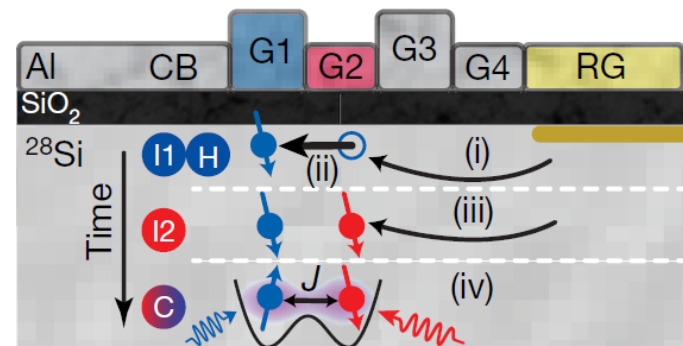 Al CB G1 G2 G3 G4 RG
SiO₂
²⁸Si I1 H (ii) (i)
Time I2 (iii)
C J (iv)